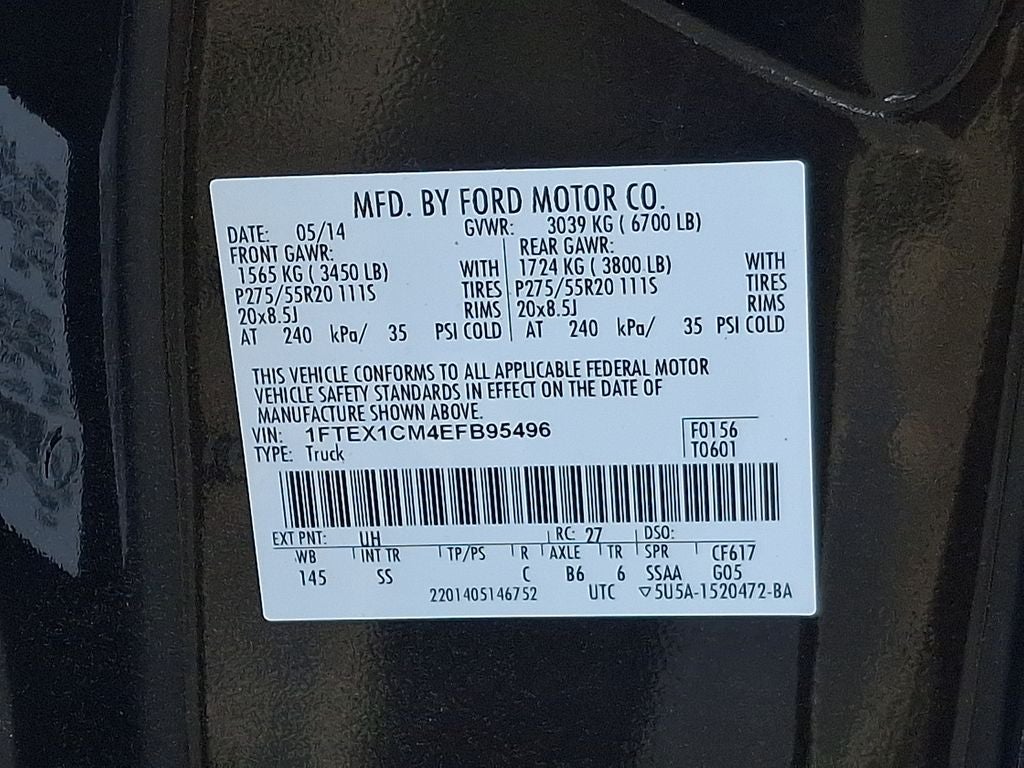 MFD. BY FORD MOTOR CO.
DATE: 05/14 GVWR: 3039 KG ( 6700 LB)
FRONT GAWR: REAR GAWR:
1565 KG ( 3450 LB) WITH 1724 KG ( 3800 LB) WITH
P275/55R20 111S TIRES P275/55R20 111S TIRES
20x8.5J RIMS 20x8.5J RIMS
AT 240 kPa/ 35 PSI COLD AT 240 kPa/ 35 PSI COLD
THIS VEHICLE CONFORMS TO ALL APPLICABLE FEDERAL MOTOR
VEHICLE SAFETY STANDARDS IN EFFECT ON THE DATE OF
MANUFACTURE SHOWN ABOVE.
VIN: 1FTEX1CM4EFB95496 F0156
TYPE: Truck T0601
EXT PNT: UH RC: 27 DSO:
WB INT TR TP/PS R AXLE TR SPR CF617
145 SS C B6 6 SSAA G05
2201405146752 UTC ▽5U5A-1520472-BA